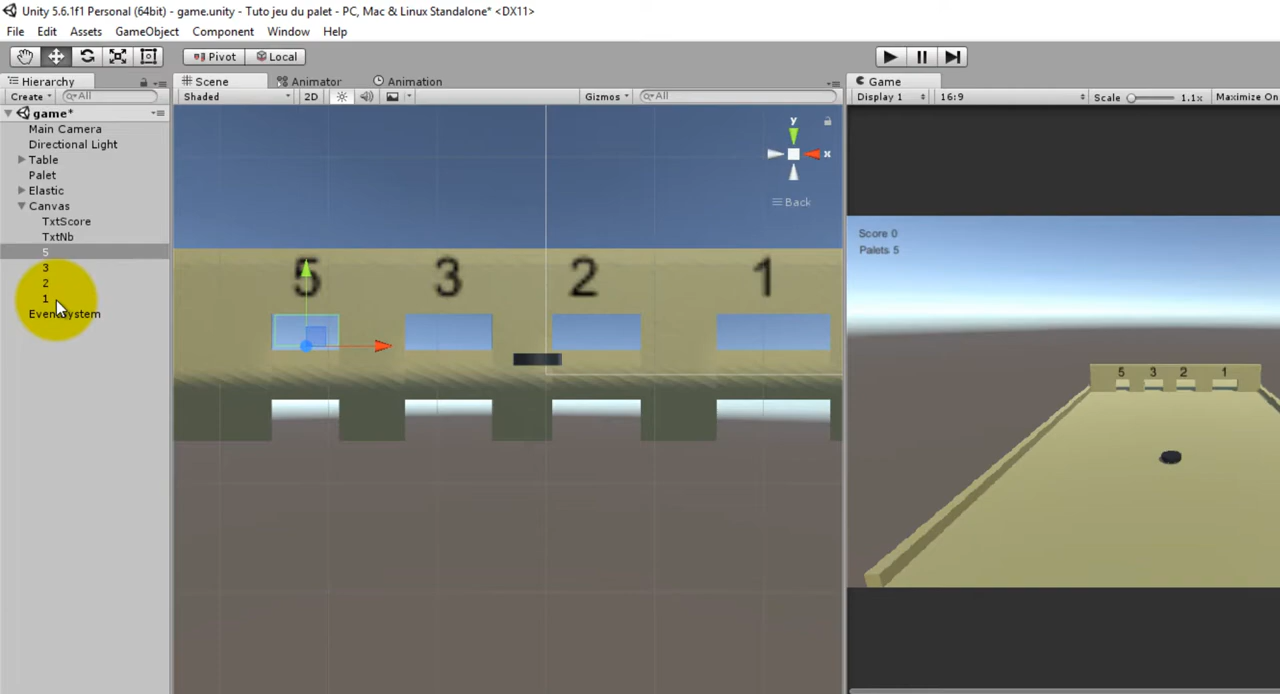 Unity 5.6.1f1 Personal (64bit) - game.unity - Tuto jeu du palet - PC, Mac & Linux Standalone* <DX11>
File Edit Assets GameObject Component Window Help
Pivot Local
Hierarchy Scene Animator Animation Game
Create All Shaded 2D Gizmos All Display 1 16:9 Scale 1.1x Maximize On
game*
Main Camera
Directional Light
Table
Palet
Elastic
Canvas
TxtScore
TxtNb
5
3
2
1
EventSystem
y
x
Back
5 3 2 1
Score 0
Palets 5
5 3 2 1